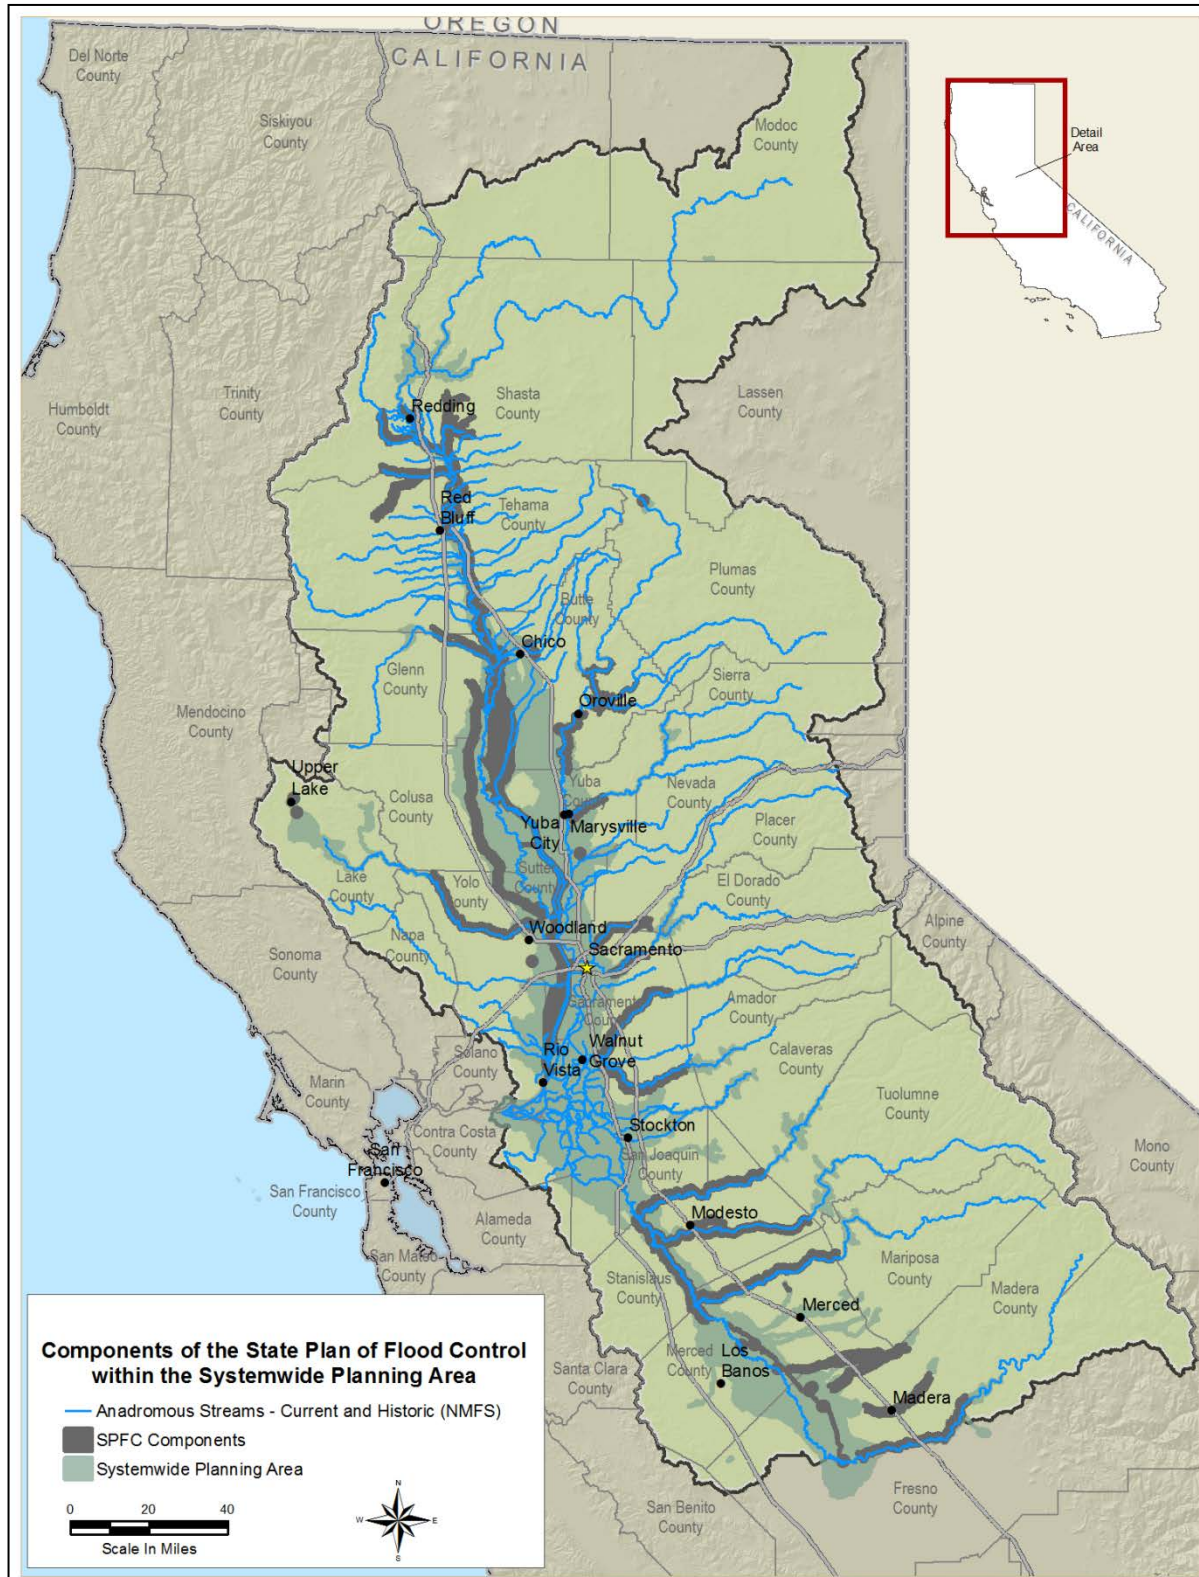 OREGON
CALIFORNIA
Del Norte
County
Siskiyou
County
Modoc
County
Detail
Area
CALIFORNIA
Trinity
County
Humboldt
County
Shasta
County
Lassen
County
Redding
Red
Bluff
Tehama
County
Plumas
County
Butte
County
Chico
Glenn
County
Sierra
County
Oroville
Mendocino
County
Upper
Lake
Colusa
County
Yuba
County
Nevada
County
Yuba
City
Marysville
Placer
County
Sutter
County
Lake
County
Yolo
County
El Dorado
County
Napa
County
Woodland
Alpine
County
Sonoma
County
Sacramento
Sacramento
County
Amador
County
Walnut
Grove
Rio
Vista
Solano
County
Calaveras
County
Marin
County
Tuolumne
County
Contra Costa
County
Stockton
San Joaquin
County
Mono
County
San
Francisco
San Francisco
County
Alameda
County
Modesto
San Mateo
County
Stanislaus
County
Mariposa
County
Madera
County
Merced
Merced
County
Los
Banos
Santa Clara
County
Madera
Fresno
County
San Benito
County
Components of the State Plan of Flood Control
within the Systemwide Planning Area
Anadromous Streams - Current and Historic (NMFS)
SPFC Components
Systemwide Planning Area
0 20 40
Scale In Miles
N
W E
S